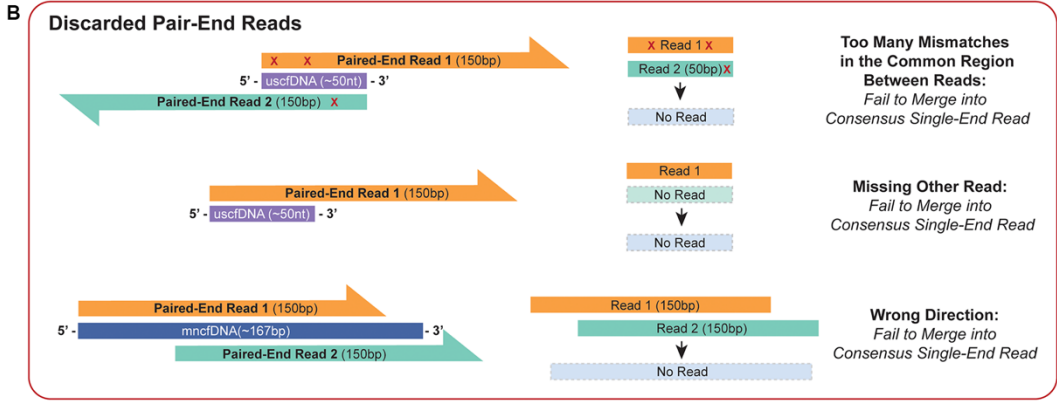 B
Discarded Pair-End Reads
X X Paired-End Read 1 (150bp)
5' - uscfDNA (~50nt) - 3'
Paired-End Read 2 (150bp) X
X Read 1 X
Read 2 (50bp) X
No Read
Too Many Mismatches
in the Common Region
Between Reads:
Fail to Merge into
Consensus Single-End Read
Paired-End Read 1 (150bp)
5' - uscfDNA (~50nt) - 3'
Read 1
No Read
No Read
Missing Other Read:
Fail to Merge into
Consensus Single-End Read
Paired-End Read 1 (150bp)
5' - mncfDNA(~167bp) - 3'
Paired-End Read 2 (150bp)
Read 1 (150bp)
Read 2 (150bp)
No Read
Wrong Direction:
Fail to Merge into
Consensus Single-End Read